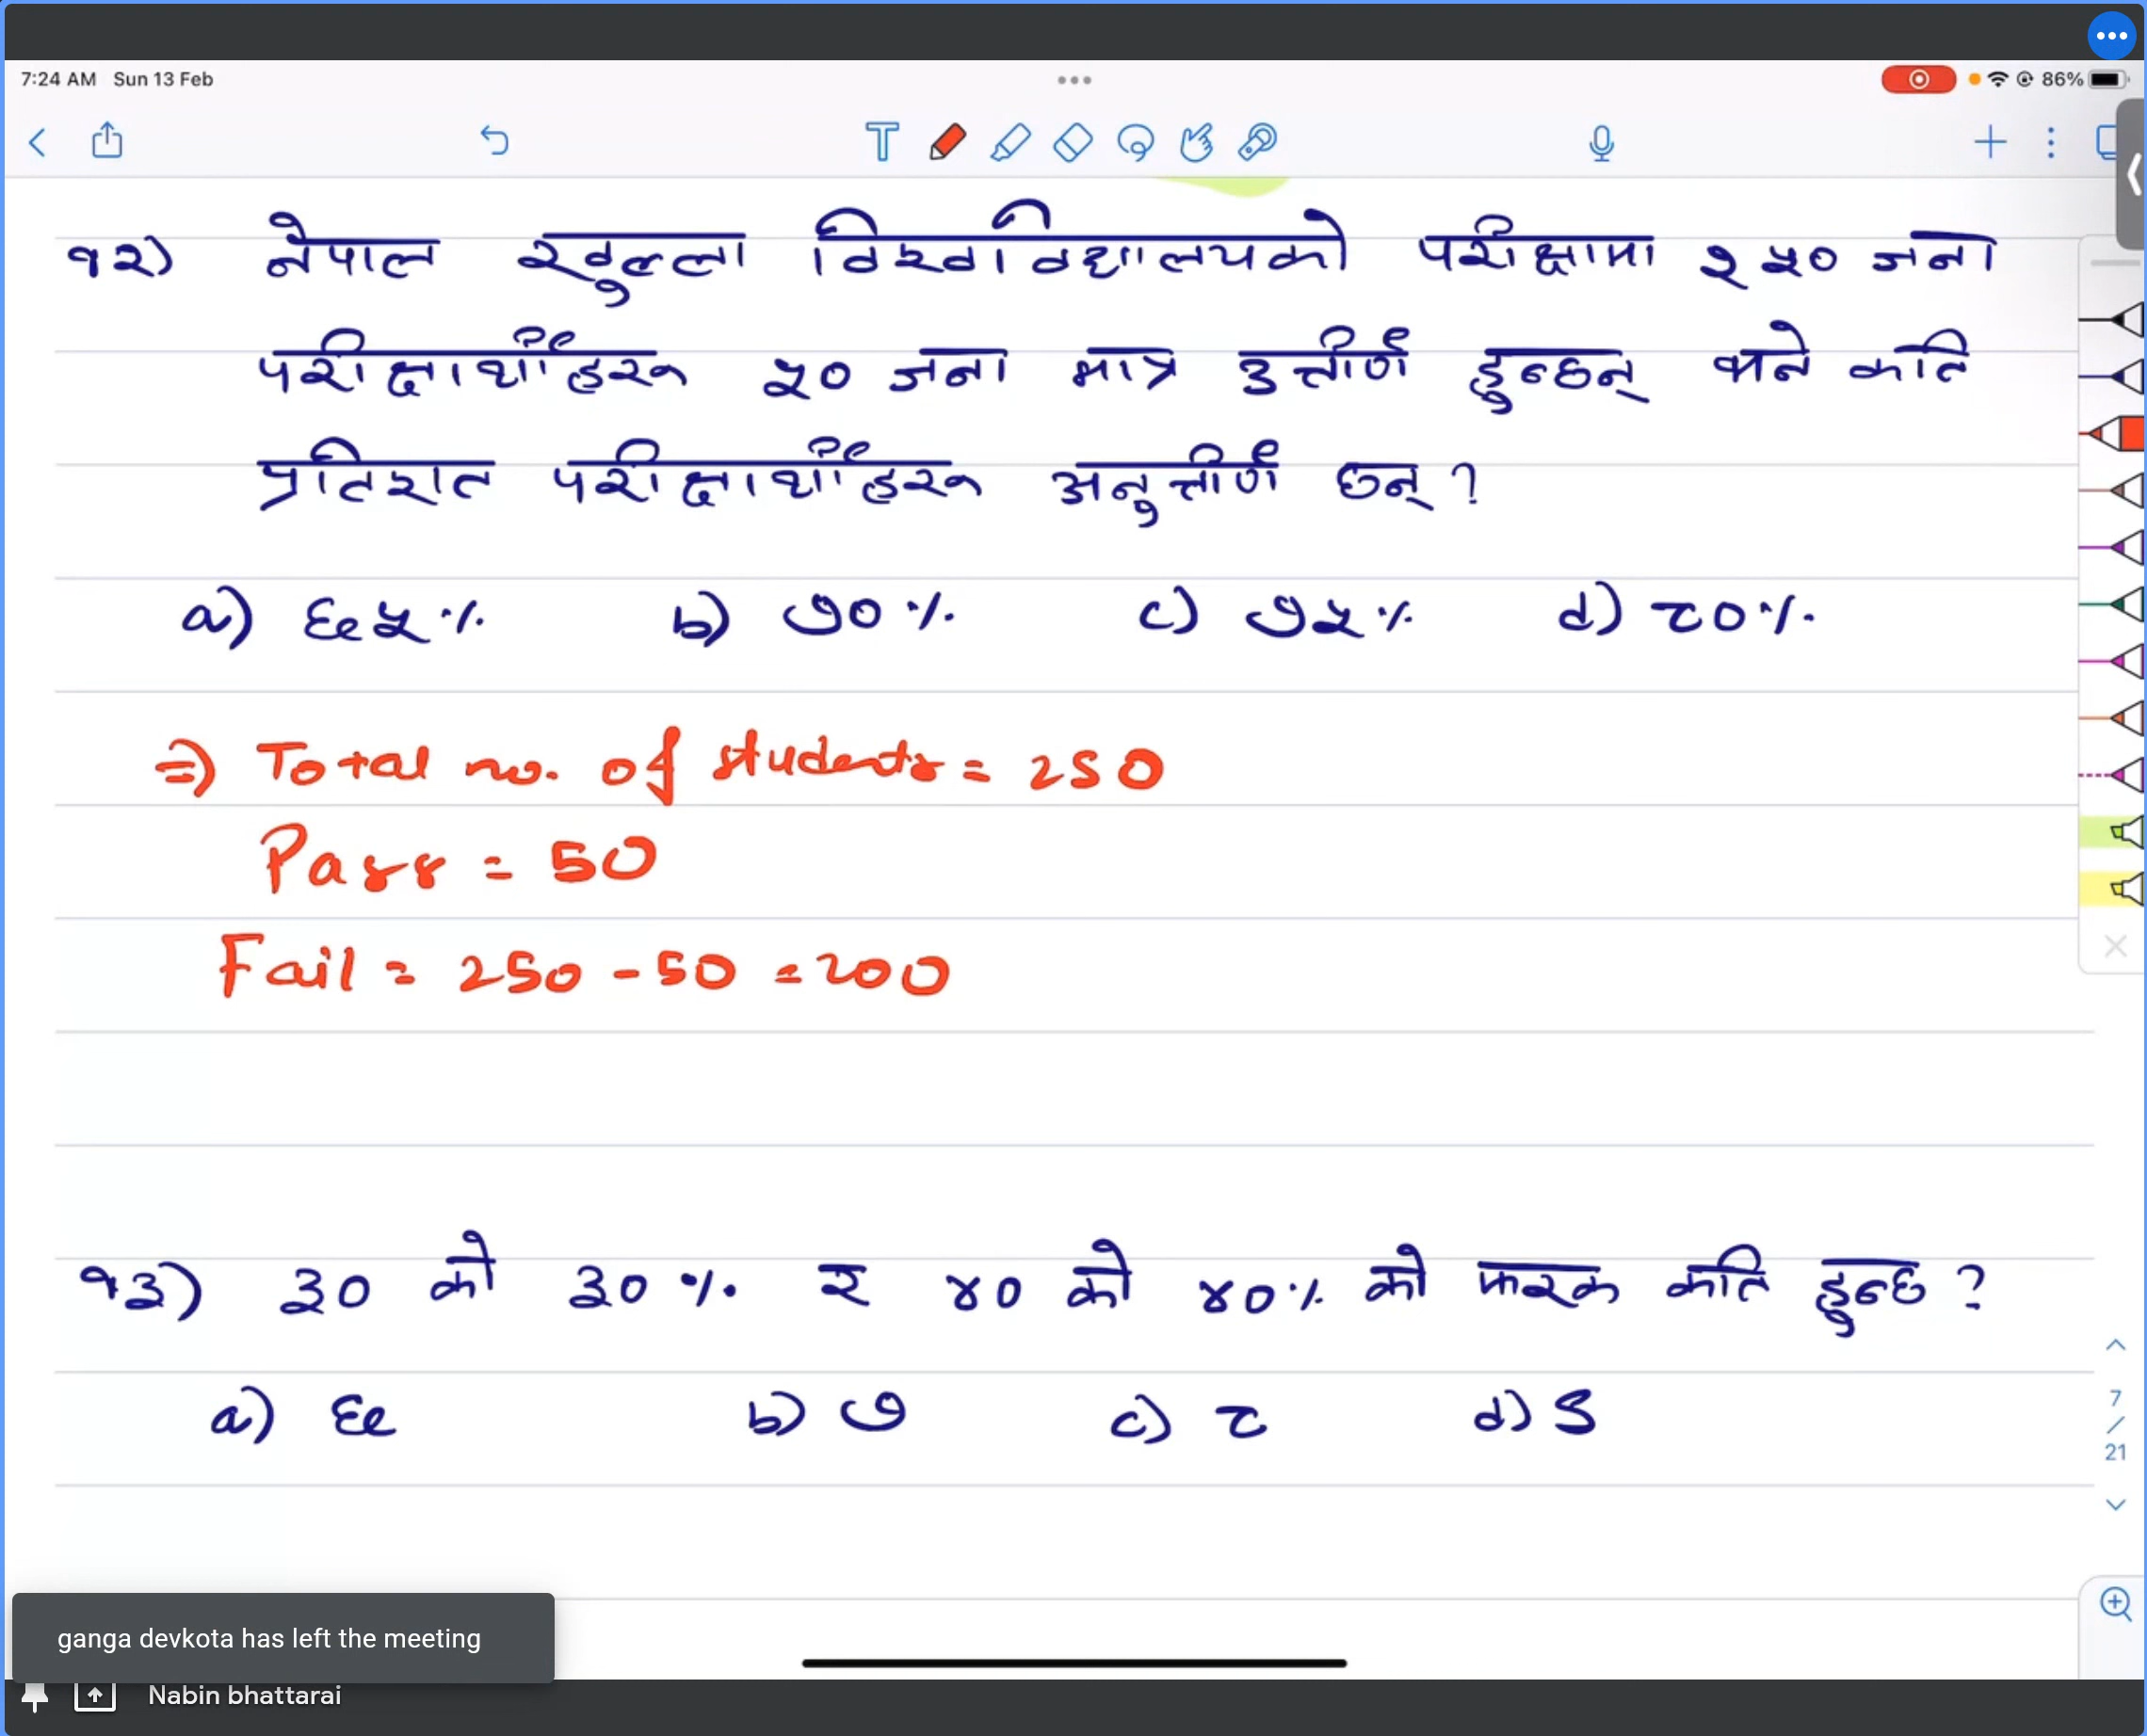 7:24 AM Sun 13 Feb
86%
१२) नेपाल खुल्ला विश्वविद्यालयको परीक्षामा २५० जना
परीक्षार्थीहरू ५० जना मात्र उत्तीर्ण हुन्छन् भने कति
प्रतिशत परीक्षार्थीहरू अनुत्तीर्ण छन् ?
a) ६५% b) ७०% c) ७५% d) ८०%
=) Total no. of students = 250
Pass = 50
Fail = 250 - 50 = 200
१३) ३० को ३०% र ४० को ४०% को फरक कति हुन्छ ?
a) ६ b) ७ c) ८ d) ९
7
/
21
ganga devkota has left the meeting
Nabin bhattarai